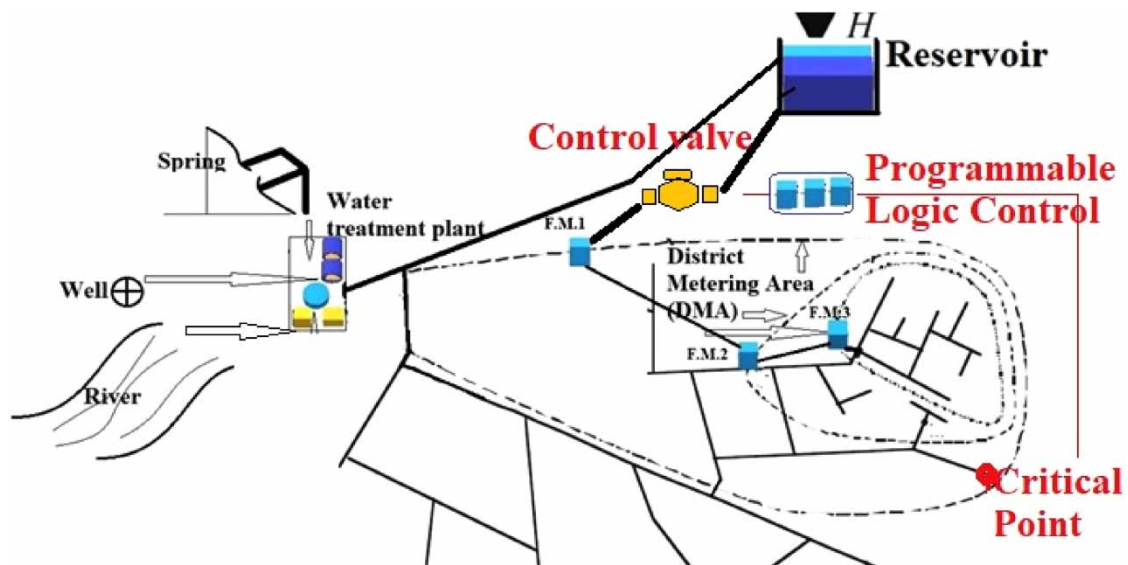 H
Reservoir
Control valve
Programmable
Logic Control
Spring
Water
treatment plant
F.M.1
District
Metering Area
(DMA)
Well
F.M.3
F.M.2
River
Critical
Point